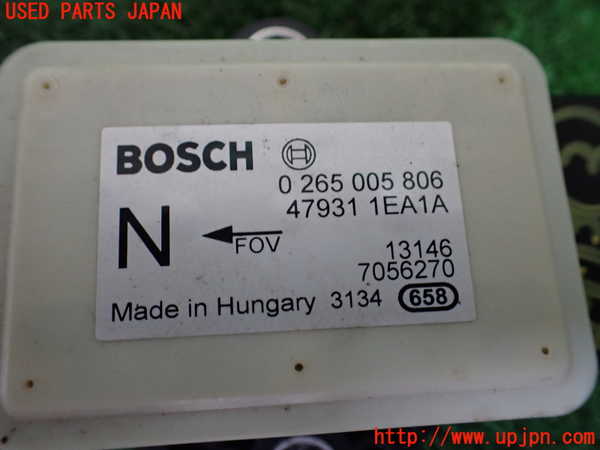 USED PARTS JAPAN
BOSCH
0 265 005 806
47931 1EA1A
N
FOV
13146
7056270
Made in Hungary 3134 658
http://www.upjpn.com